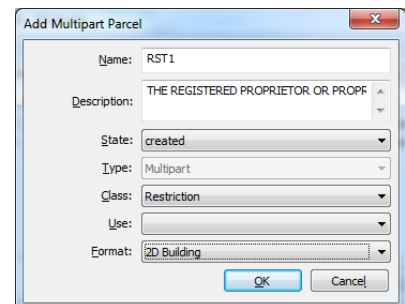 Add Multipart Parcel
Name: RST1
Description: THE REGISTERED PROPRIETOR OR PROPF
State: created
Type: Multipart
Class: Restriction
Use:
Format: 2D Building
OK Cancel